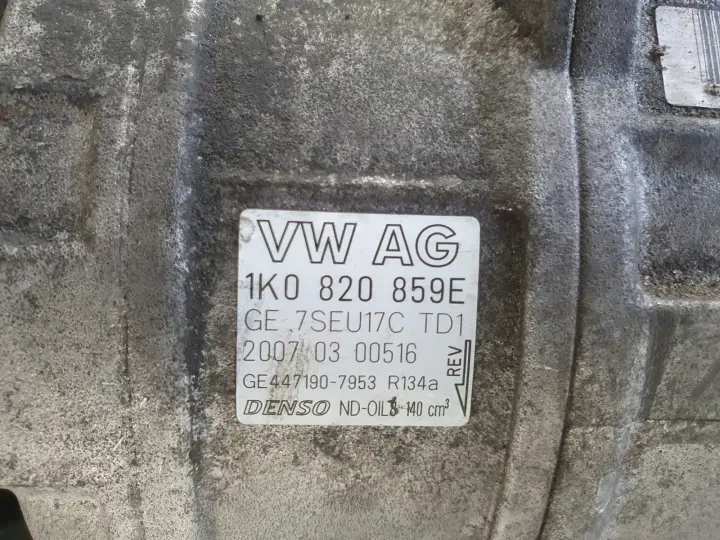 VW AG
1K0 820 859E
GE 7SEU17C TD1
2007 03 00516
GE447190-7953 R134a
DENSO ND-OIL8 140 cm³
REV